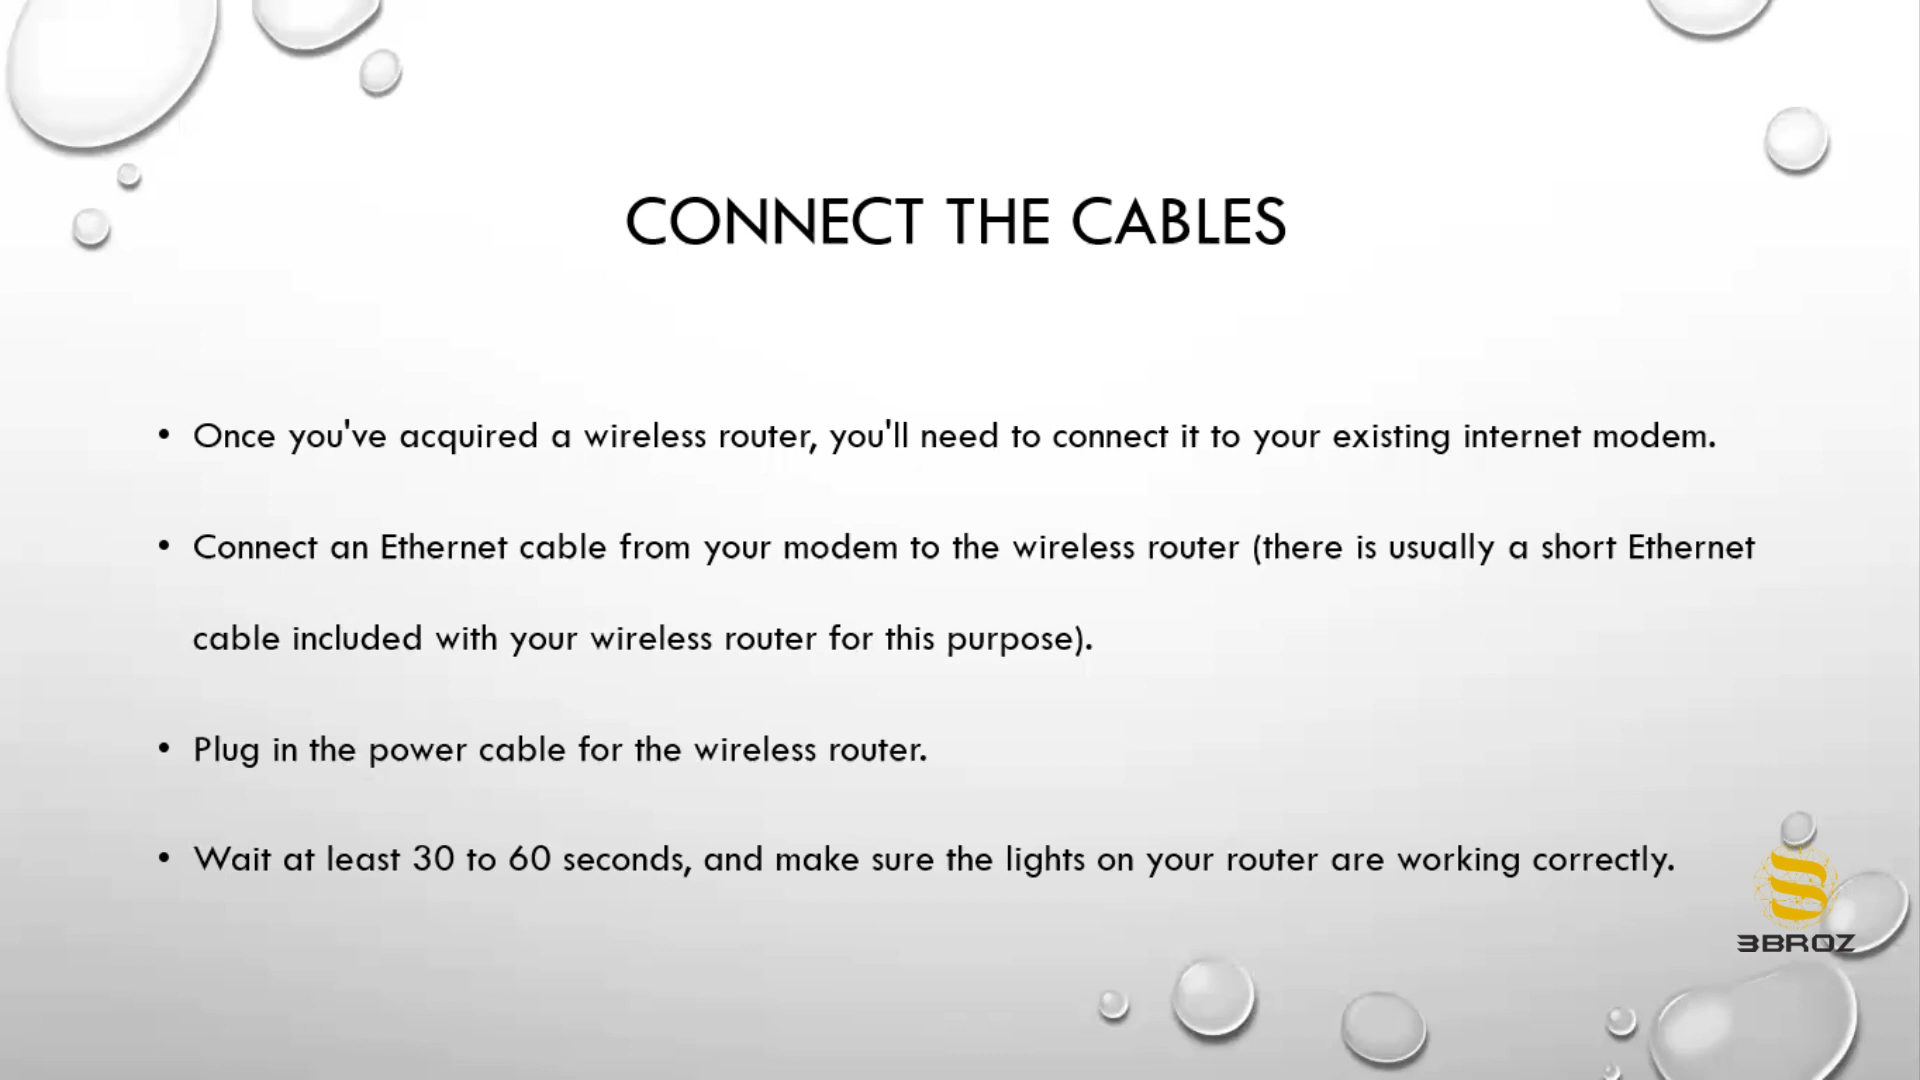 CONNECT THE CABLES
• Once you've acquired a wireless router, you'll need to connect it to your existing internet modem.
• Connect an Ethernet cable from your modem to the wireless router (there is usually a short Ethernet
cable included with your wireless router for this purpose).
• Plug in the power cable for the wireless router.
• Wait at least 30 to 60 seconds, and make sure the lights on your router are working correctly.
3BROZ